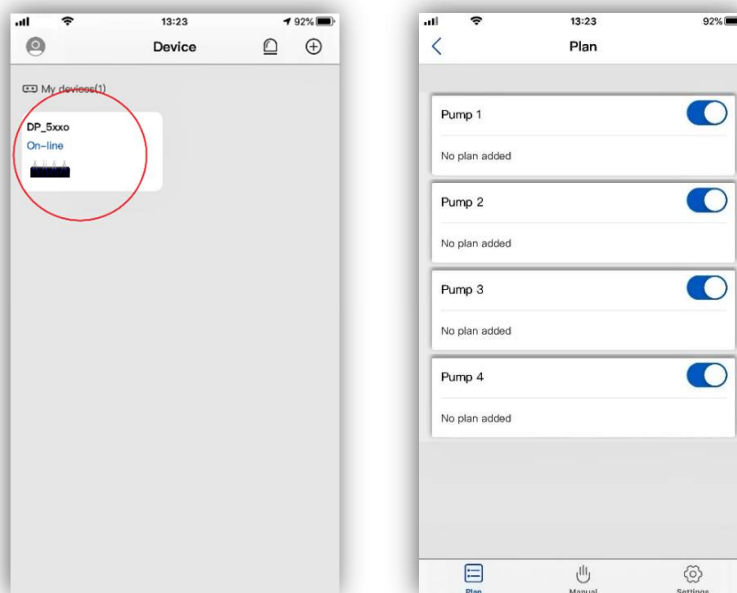 13:23
92%
Device
My devices(1)
DP_5xxo
On-line
13:23
92%
Plan
Pump 1
No plan added
Pump 2
No plan added
Pump 3
No plan added
Pump 4
No plan added
Plan
Manual
Settings